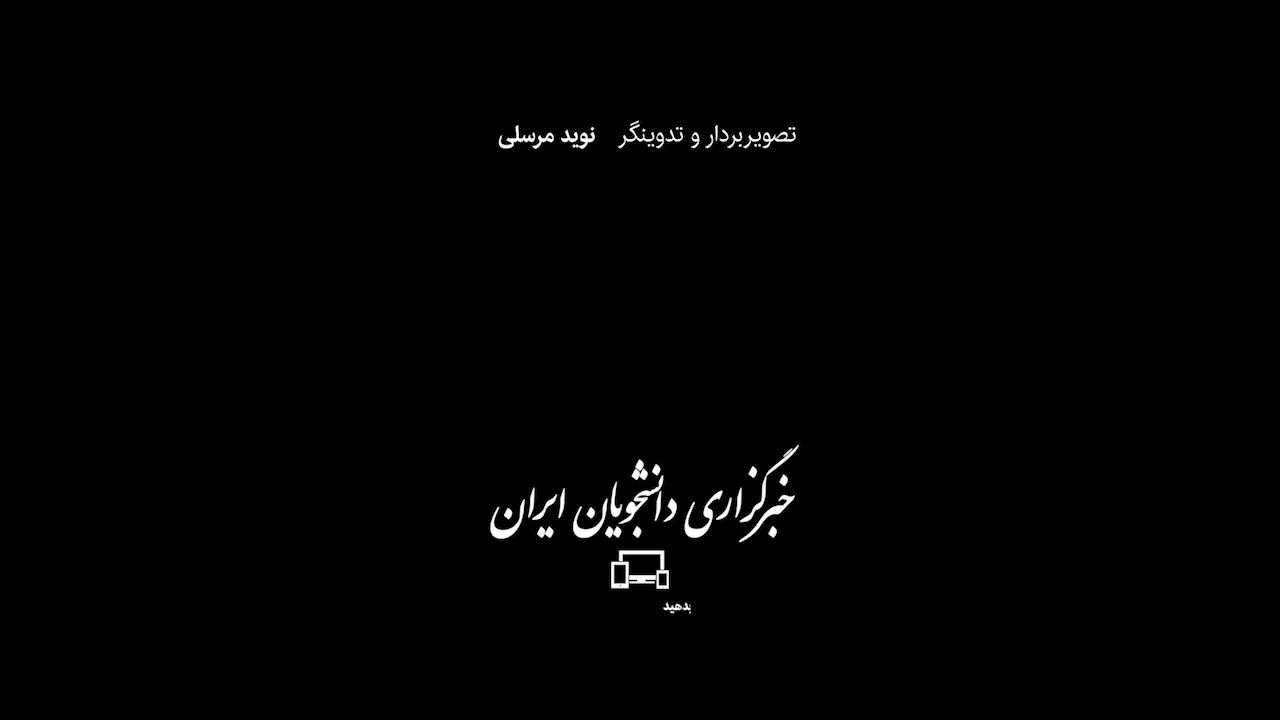 تصویربردار و تدوینگر نوید مرسلی
خبرگزاری دانشجویان ایران
بدهید